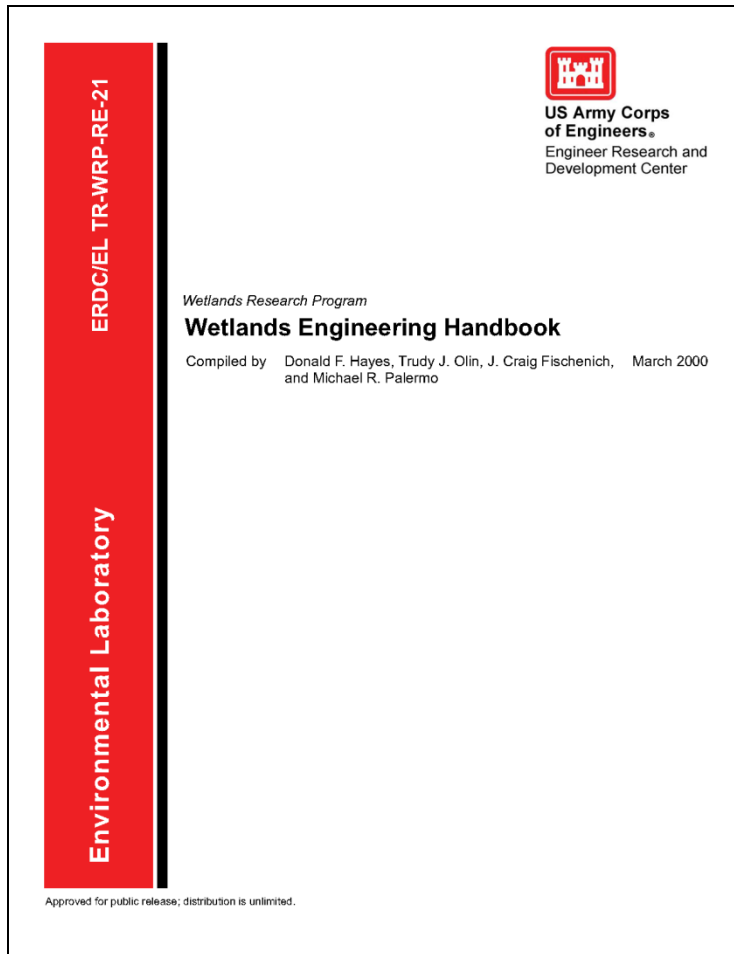 ERDC/EL TR-WRP-RE-21
Environmental Laboratory
US Army Corps
of Engineers®
Engineer Research and
Development Center
Wetlands Research Program
Wetlands Engineering Handbook
Compiled by Donald F. Hayes, Trudy J. Olin, J. Craig Fischenich, March 2000
and Michael R. Palermo
Approved for public release; distribution is unlimited.